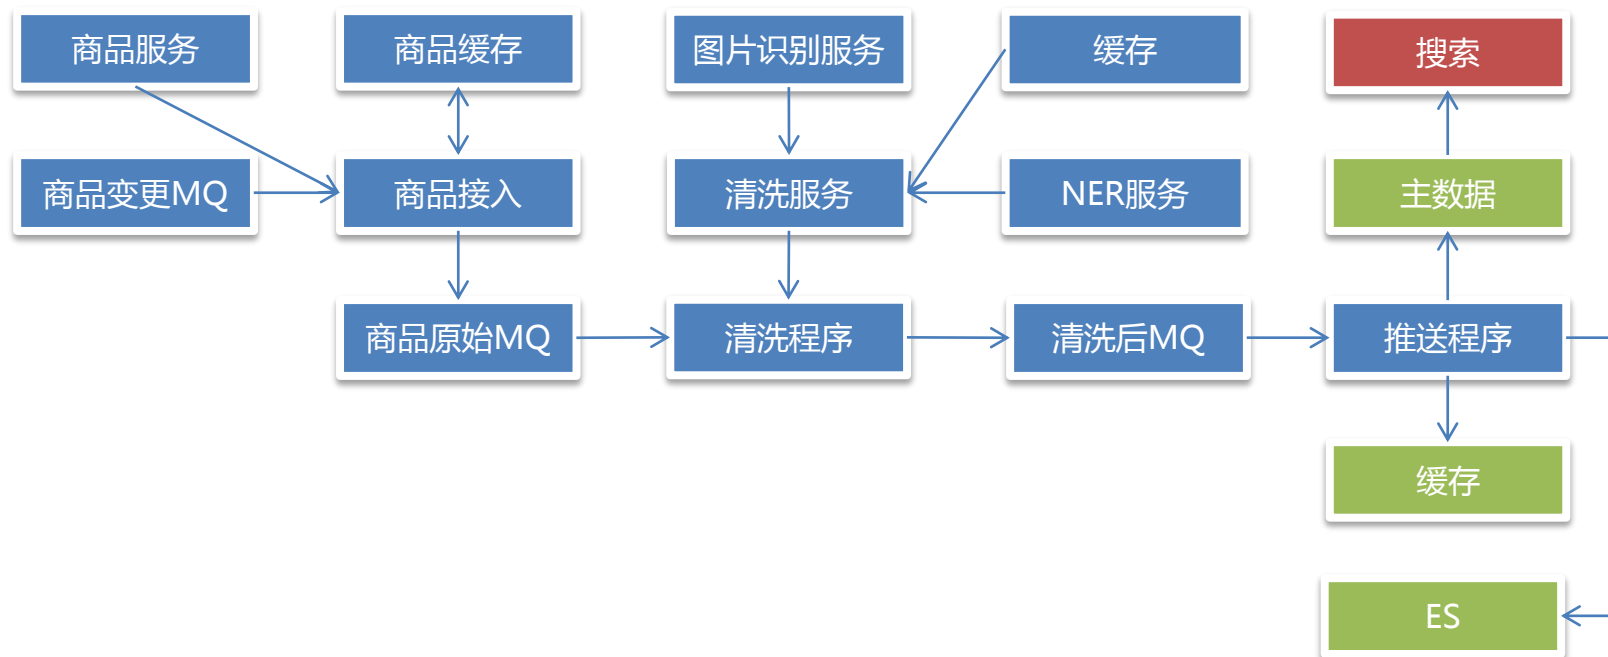 商品服务
商品缓存
图片识别服务
缓存
搜索
商品变更MQ
商品接入
清洗服务
NER服务
主数据
商品原始MQ
清洗程序
清洗后MQ
推送程序
缓存
ES